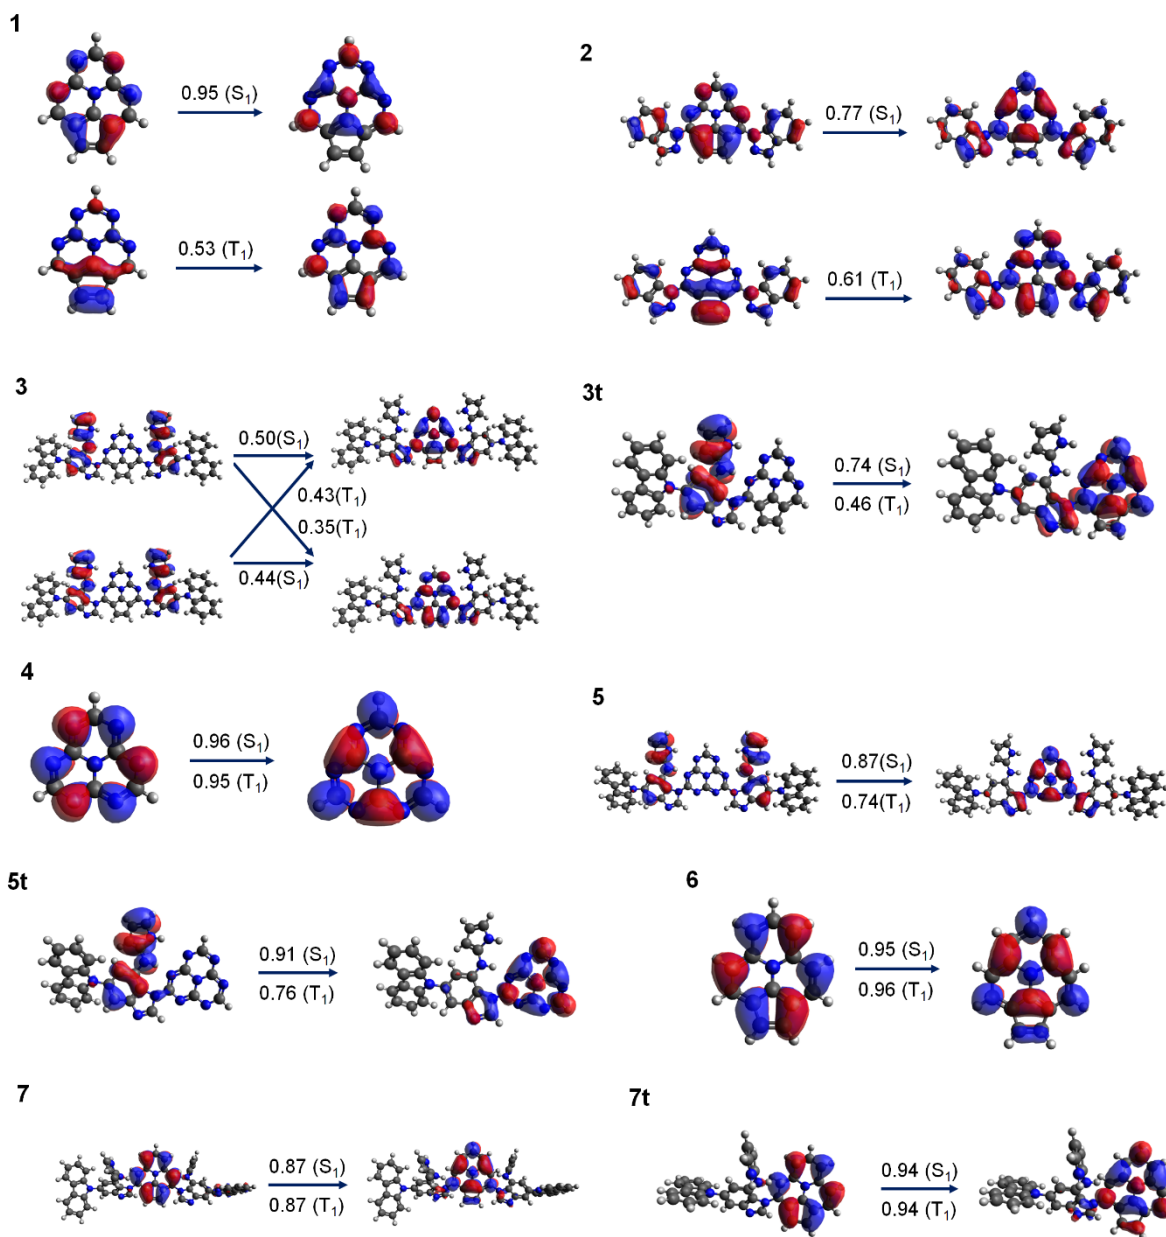 1
0.95 (S1)
0.53 (T1)
2
0.77 (S1)
0.61 (T1)
3
0.50(S1)
0.43(T1)
0.35(T1)
0.44(S1)
3t
0.74 (S1)
0.46 (T1)
4
0.96 (S1)
0.95 (T1)
5
0.87(S1)
0.74(T1)
5t
0.91 (S1)
0.76 (T1)
6
0.95 (S1)
0.96 (T1)
7
0.87 (S1)
0.87 (T1)
7t
0.94 (S1)
0.94 (T1)